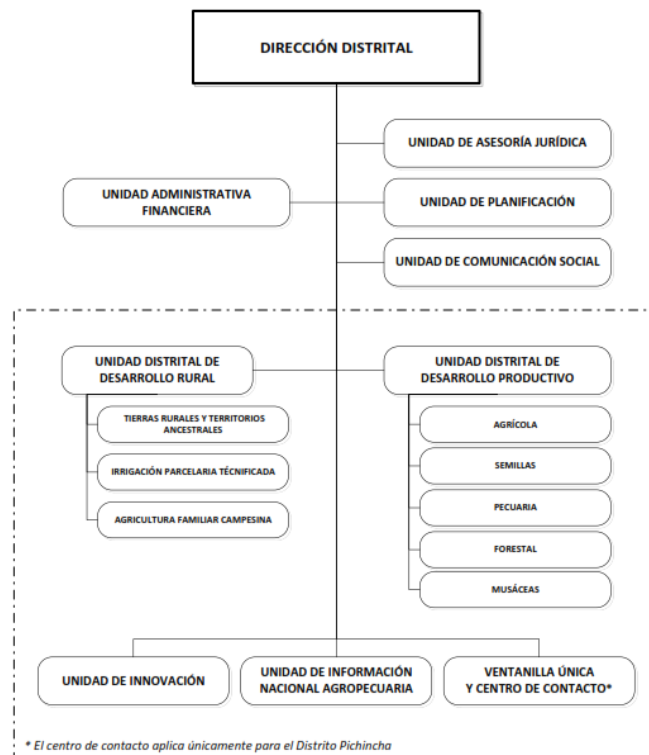 DIRECCIÓN DISTRITAL
UNIDAD DE ASESORÍA JURÍDICA
UNIDAD ADMINISTRATIVA
FINANCIERA
UNIDAD DE PLANIFICACIÓN
UNIDAD DE COMUNICACIÓN SOCIAL
UNIDAD DISTRITAL DE
DESARROLLO RURAL
TIERRAS RURALES Y TERRITORIOS
ANCESTRALES
IRRIGACIÓN PARCELARIA TÉCNIFICADA
AGRICULTURA FAMILIAR CAMPESINA
UNIDAD DISTRITAL DE
DESARROLLO PRODUCTIVO
AGRÍCOLA
SEMILLAS
PECUARIA
FORESTAL
MUSÁCEAS
UNIDAD DE INNOVACIÓN
UNIDAD DE INFORMACIÓN
NACIONAL AGROPECUARIA
VENTANILLA ÚNICA
Y CENTRO DE CONTACTO*
* El centro de contacto aplica únicamente para el Distrito Pichincha